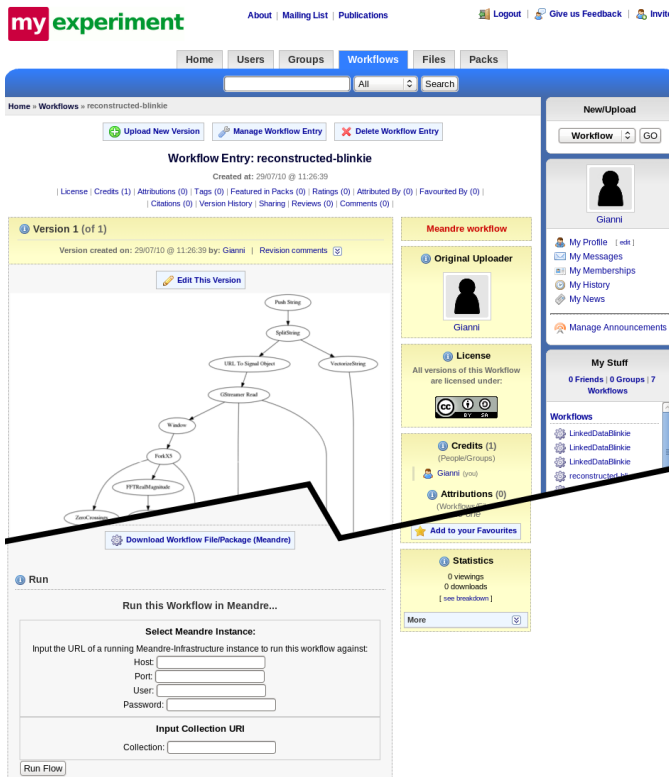 my experiment
About | Mailing List | Publications
Logout | Give us Feedback | Invite
Home Users Groups Workflows Files Packs
All Search
Home » Workflows » reconstructed-blinkie
New/Upload
Workflow GO
Upload New Version Manage Workflow Entry Delete Workflow Entry
Workflow Entry: reconstructed-blinkie
Created at: 29/07/10 @ 11:26:39
| License | Credits (1) | Attributions (0) | Tags (0) | Featured in Packs (0) | Ratings (0) | Attributed By (0) | Favourited By (0) |
| Citations (0) | Version History | Sharing | Reviews (0) | Comments (0) |
Version 1 (of 1)
Version created on: 29/07/10 @ 11:26:39 by: Gianni | Revision comments
Edit This Version
Push String
SplitString
URL To Signal Object
VectorizeString
GStreamer Read
Window
ForkX5
FFTRealMagnitude
ZeroCrossings
Download Workflow File/Package (Meandre)
Run
Run this Workflow in Meandre...
Select Meandre Instance:
Input the URL of a running Meandre-Infrastructure instance to run this workflow against:
Host:
Port:
User:
Password:
Input Collection URI
Collection:
Run Flow
Meandre workflow
Original Uploader
Gianni
License
All versions of this Workflow
are licensed under:
cc BY SA
Credits (1)
(People/Groups)
Gianni (you)
Attributions (0)
Add to your Favourites
Statistics
0 viewings
0 downloads
[ see breakdown ]
More
Gianni
My Profile [ edit ]
My Messages
My Memberships
My History
My News
Manage Announcements
My Stuff
0 Friends | 0 Groups | 7
Workflows
Workflows
LinkedDataBlinkie
LinkedDataBlinkie
LinkedDataBlinkie